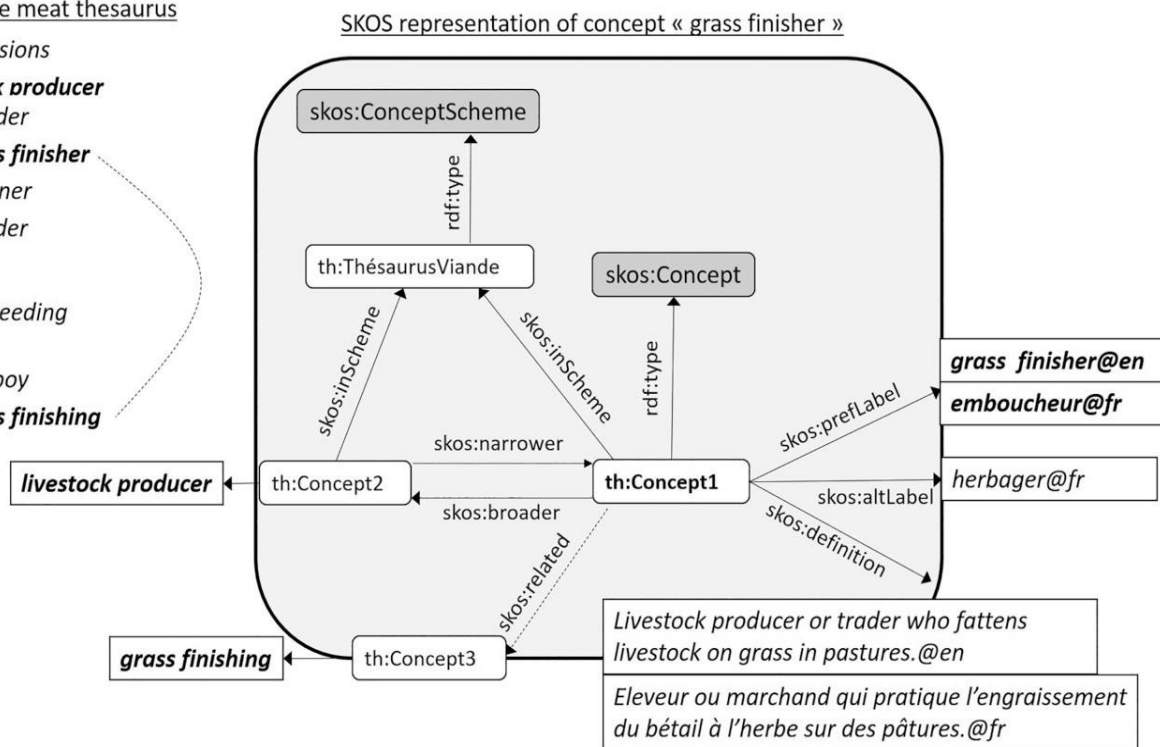 e meat thesaurus
sions
k producer
der
s finisher
ner
der
eeding
boy
s finishing
SKOS representation of concept « grass finisher »
skos:ConceptScheme
rdf:type
th:ThésaurusViande
skos:Concept
skos:inScheme
skos:inScheme
rdf:type
grass finisher@en
emboucheur@fr
skos:prefLabel
skos:narrower
livestock producer
th:Concept2
th:Concept1
herbager@fr
skos:altLabel
skos:broader
skos:definition
skos:related
Livestock producer or trader who fattens
livestock on grass in pastures.@en
grass finishing
th:Concept3
Eleveur ou marchand qui pratique l’engraissement
du bétail à l’herbe sur des pâtures.@fr